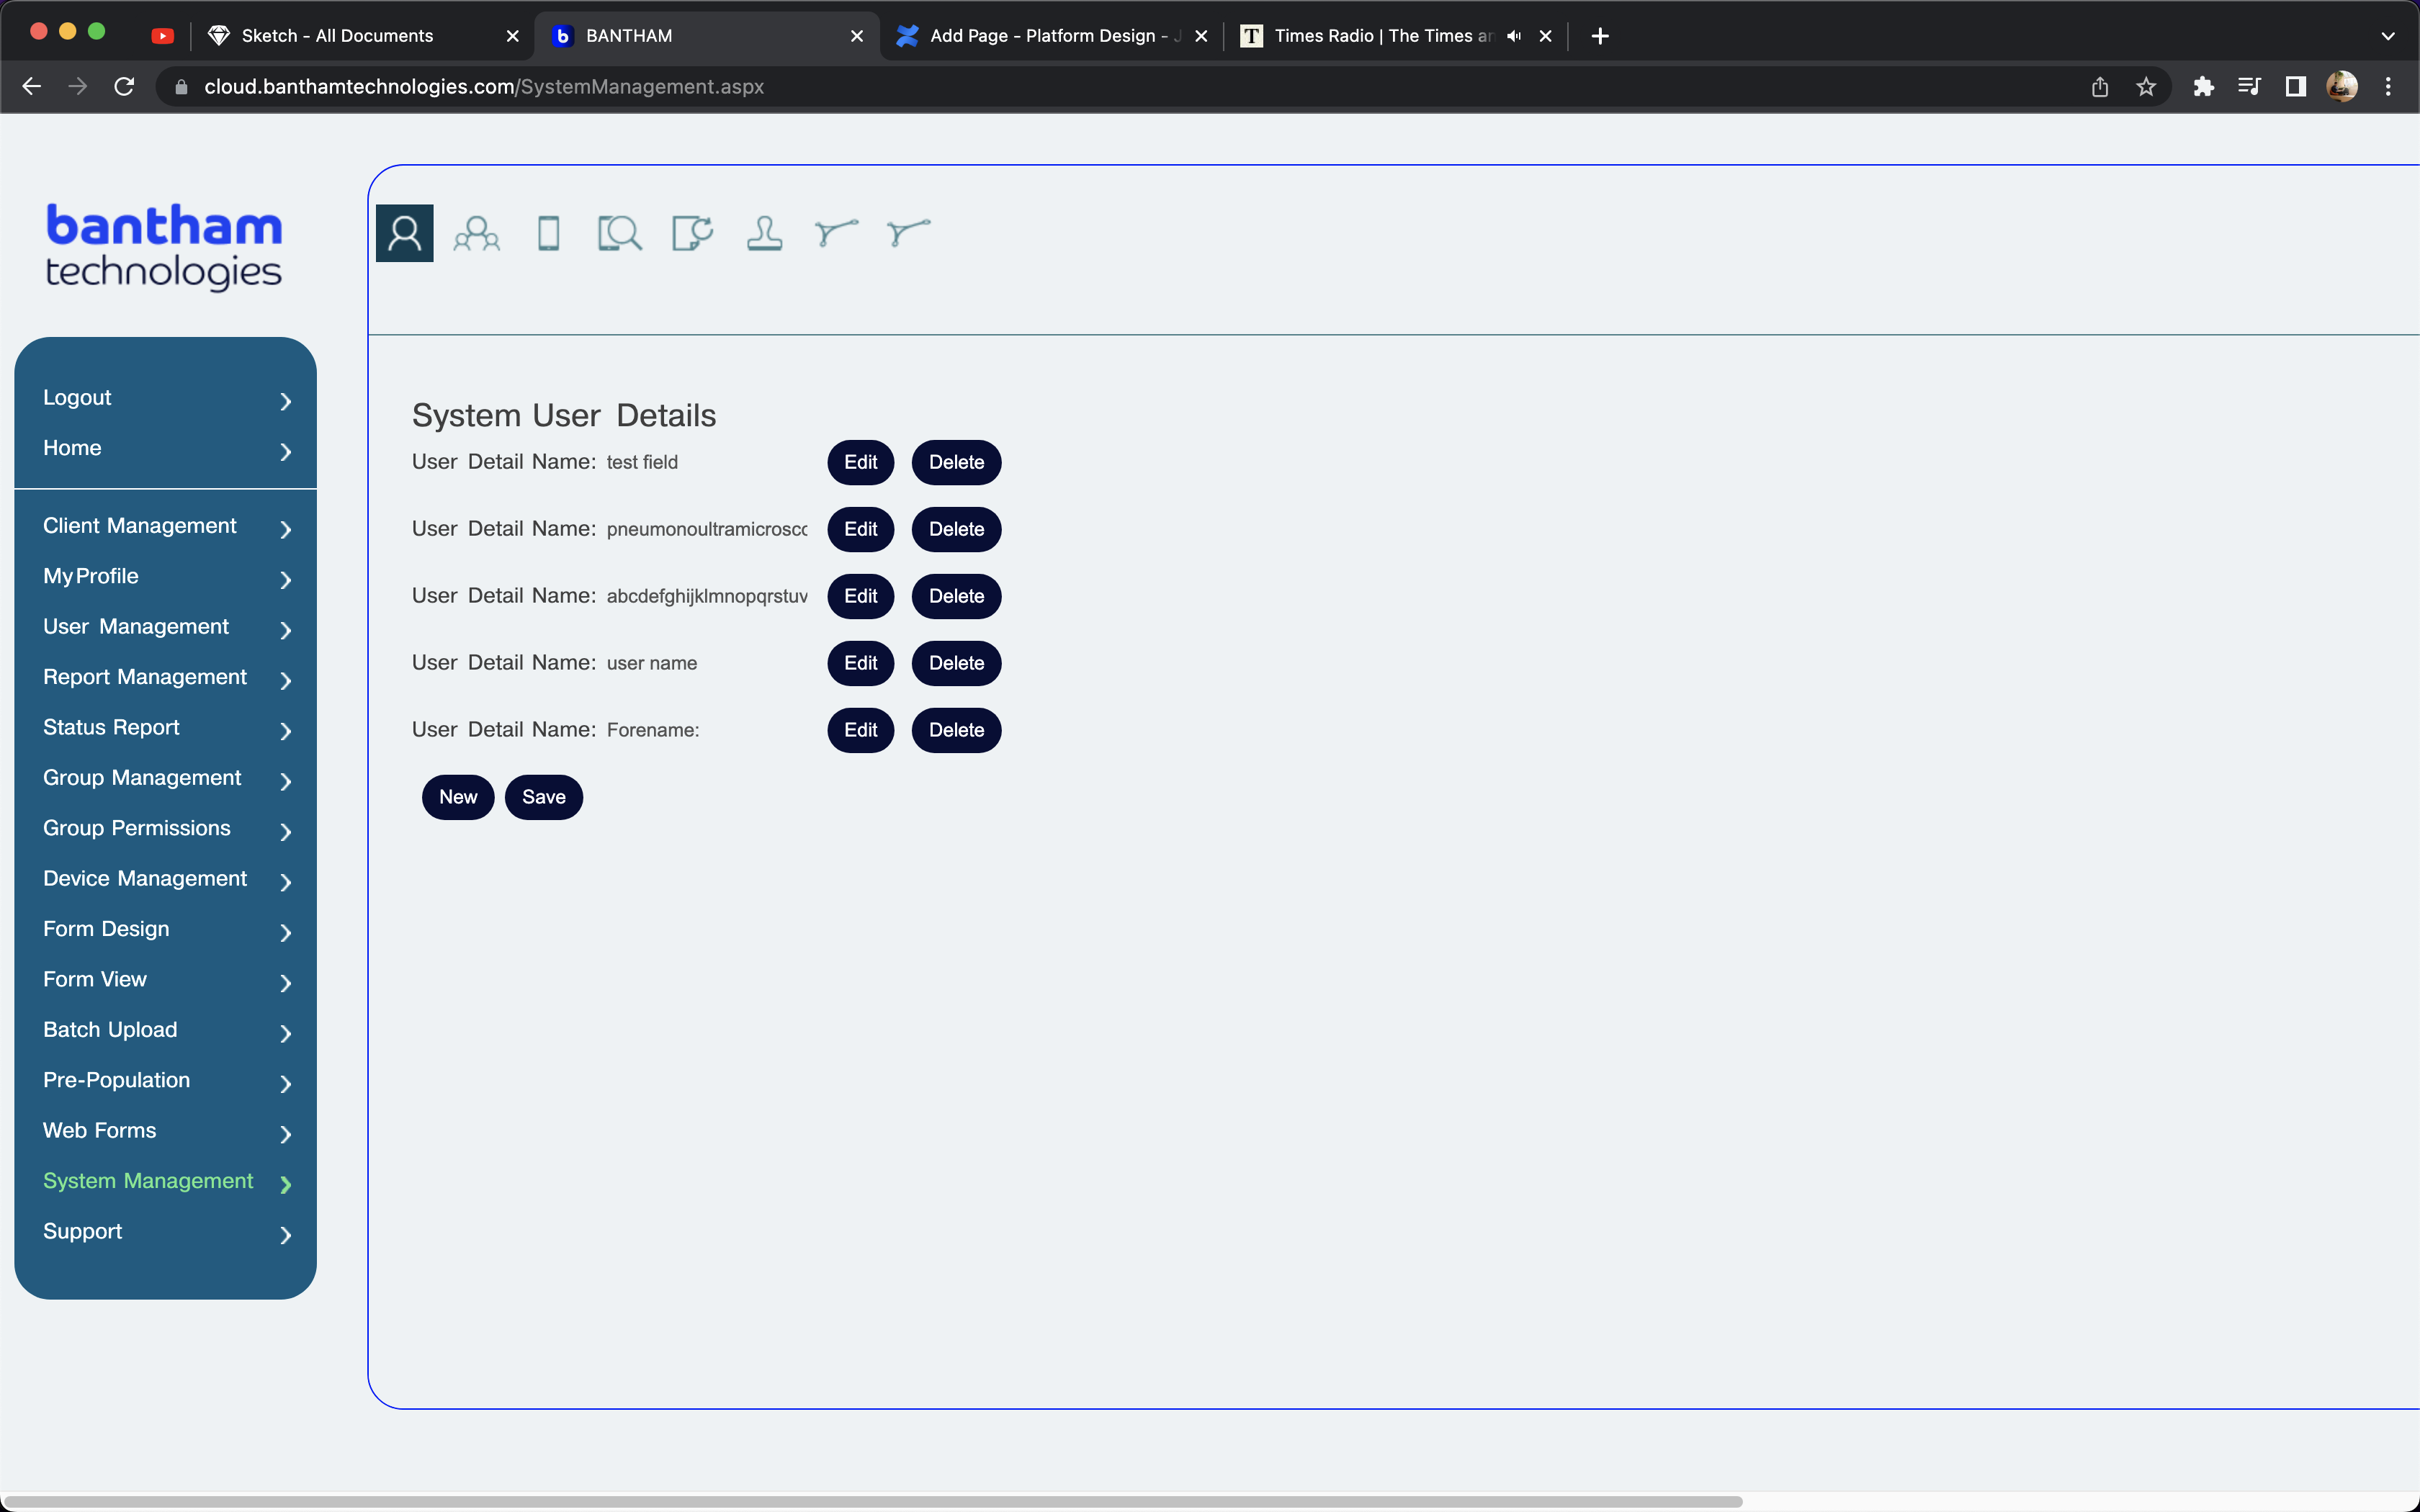 Sketch - All Documents
b BANTHAM
Add Page - Platform Design - J
T Times Radio | The Times an
cloud.banthamtechnologies.com/SystemManagement.aspx
bantham
technologies
Logout
Home
Client Management
My Profile
User Management
Report Management
Status Report
Group Management
Group Permissions
Device Management
Form Design
Form View
Batch Upload
Pre-Population
Web Forms
System Management
Support
System User Details
User Detail Name: test field Edit Delete
User Detail Name: pneumonoultramicrosco Edit Delete
User Detail Name: abcdefghijklmnopqrstuv Edit Delete
User Detail Name: user name Edit Delete
User Detail Name: Forename: Edit Delete
New Save